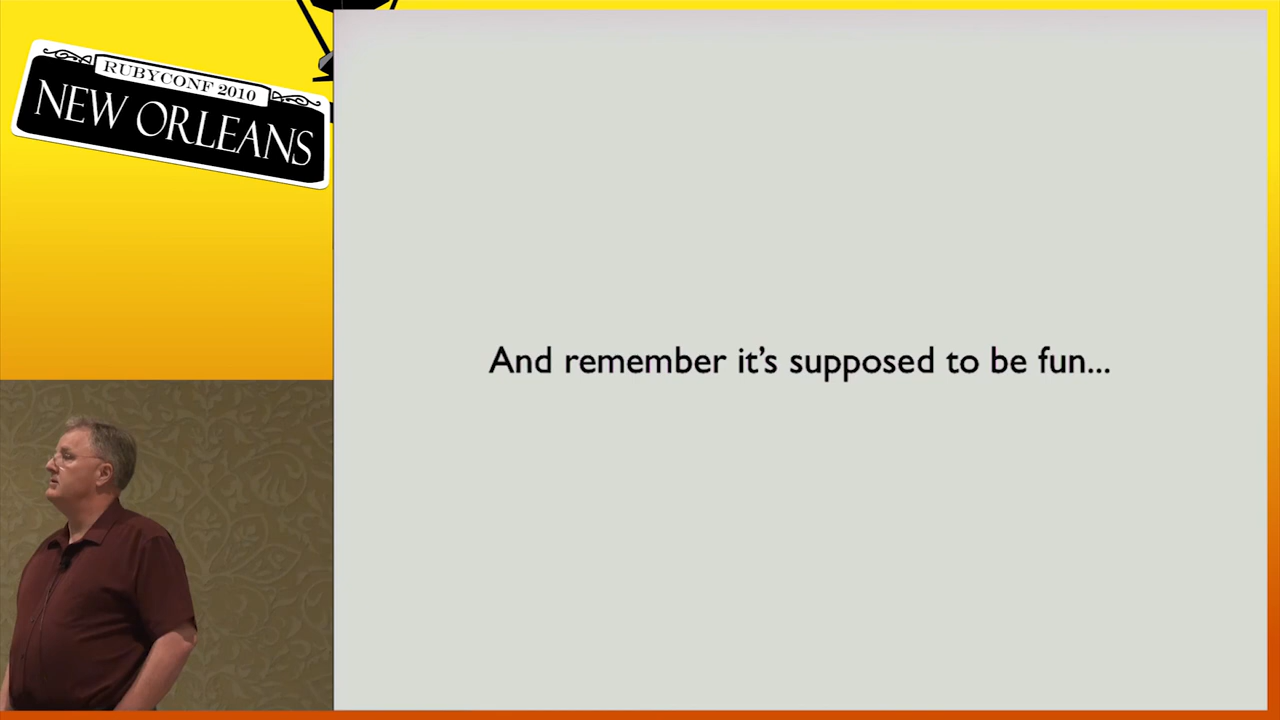 RUBYCONF 2010
NEW ORLEANS
And remember it's supposed to be fun...